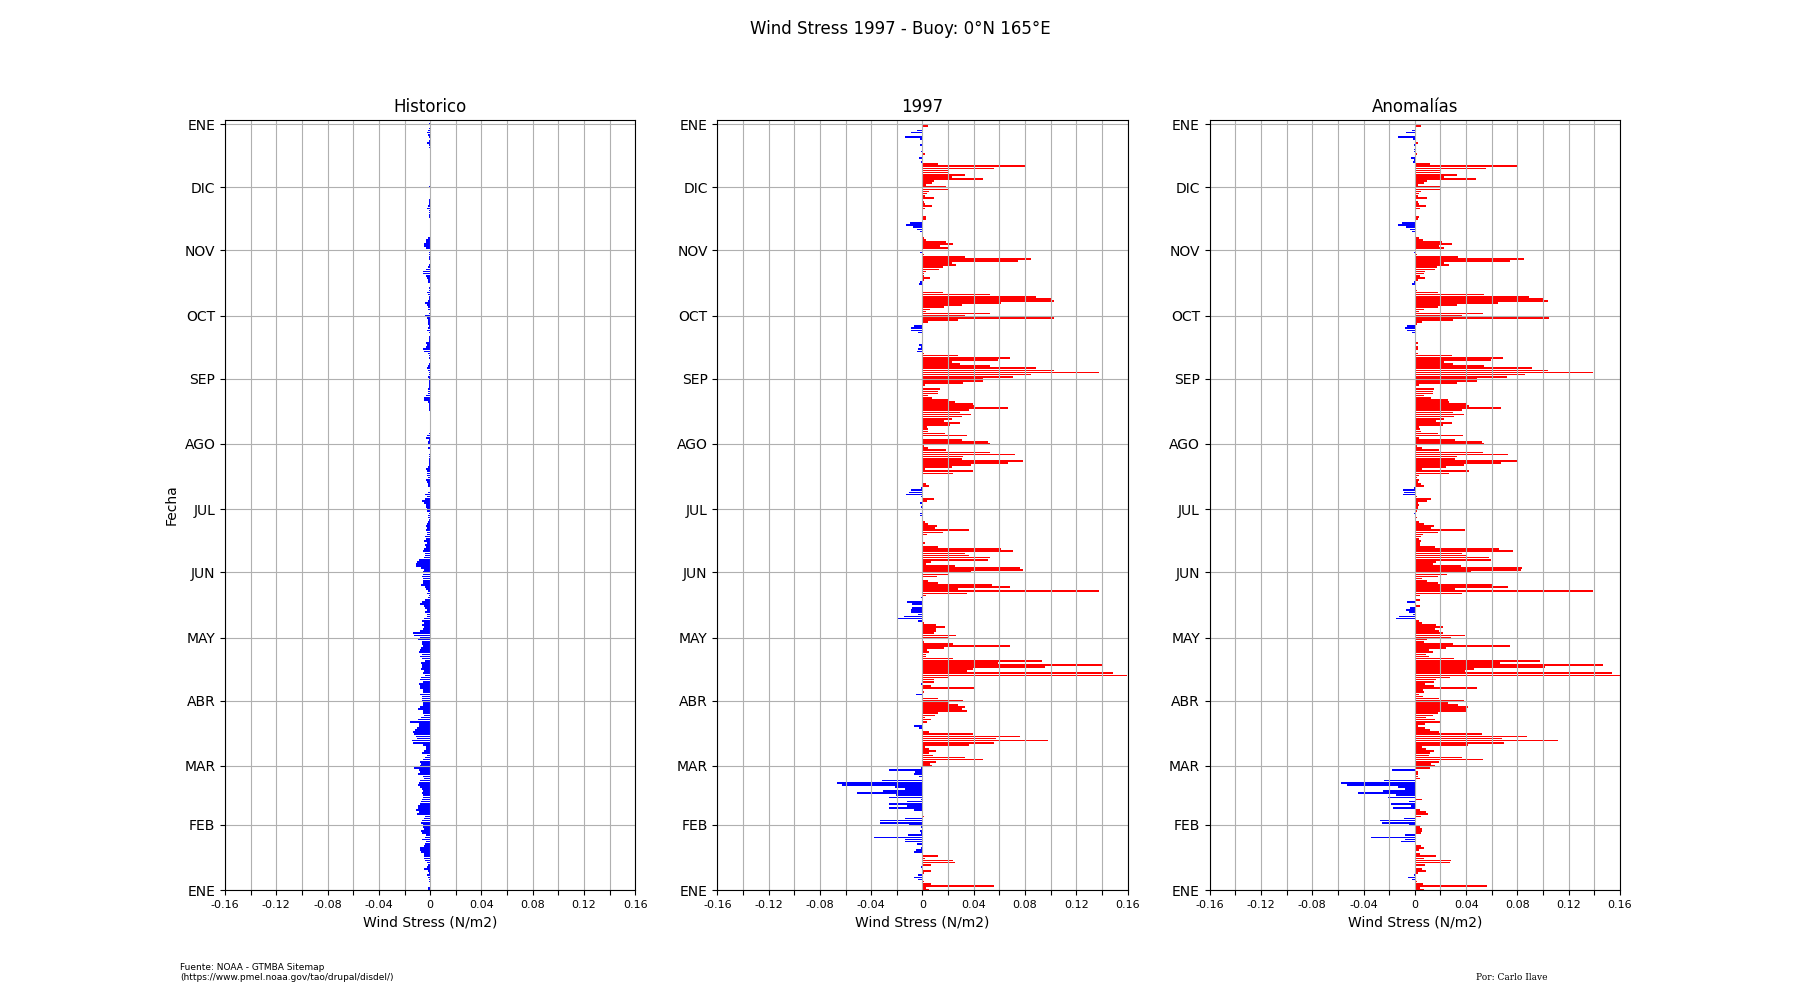 Wind Stress 1997 - Buoy: 0°N 165°E
Historico
1997
Anomalías
ENE
DIC
NOV
OCT
SEP
AGO
JUL
JUN
MAY
ABR
MAR
FEB
ENE
Fecha
-0.16 -0.12 -0.08 -0.04 0 0.04 0.08 0.12 0.16
Wind Stress (N/m2)
ENE
DIC
NOV
OCT
SEP
AGO
JUL
JUN
MAY
ABR
MAR
FEB
ENE
-0.16 -0.12 -0.08 -0.04 0 0.04 0.08 0.12 0.16
Wind Stress (N/m2)
ENE
DIC
NOV
OCT
SEP
AGO
JUL
JUN
MAY
ABR
MAR
FEB
ENE
-0.16 -0.12 -0.08 -0.04 0 0.04 0.08 0.12 0.16
Wind Stress (N/m2)
Fuente: NOAA - GTMBA Sitemap
(https://www.pmel.noaa.gov/tao/drupal/disdel/)
Por: Carlo Ilave